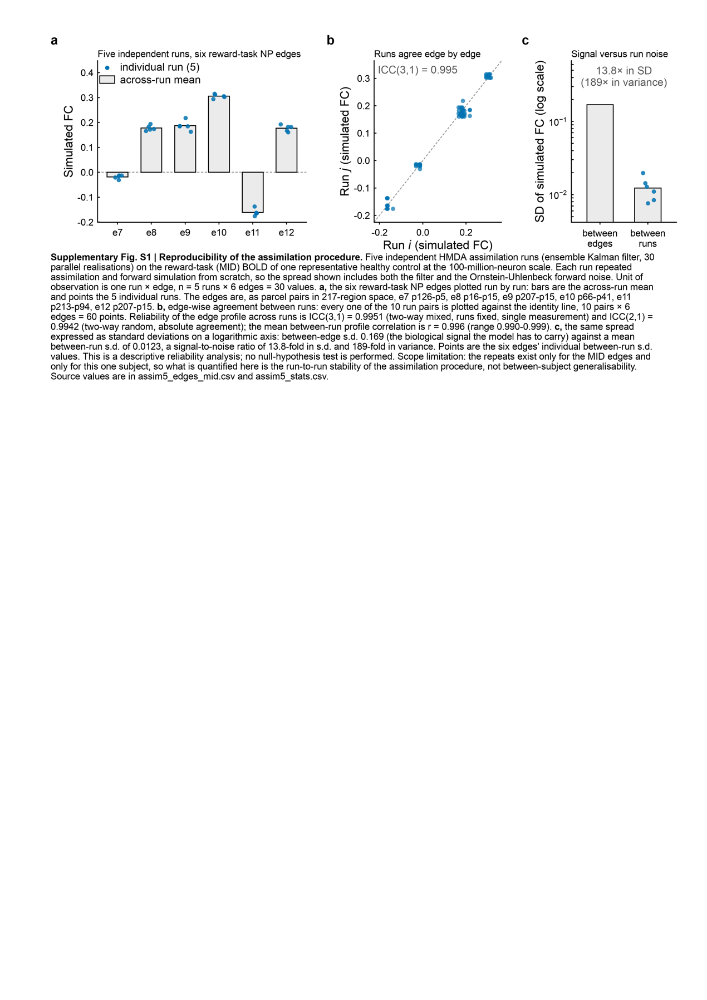 a
b
c
Five independent runs, six reward-task NP edges
individual run (5)
across-run mean
Simulated FC
0.4
0.3
0.2
0.1
0.0
-0.1
-0.2
e7
e8
e9
e10
e11
e12
Runs agree edge by edge
ICC(3,1) = 0.995
Run j (simulated FC)
0.3
0.2
0.1
0.0
-0.1
-0.2
-0.2
0.0
0.2
Run i (simulated FC)
Signal versus run noise
13.8× in SD
(189× in variance)
SD of simulated FC (log scale)
10⁻¹
10⁻²
between edges
between runs
Supplementary Fig. S1 | Reproducibility of the assimilation procedure. Five independent HMDA assimilation runs (ensemble Kalman filter, 30
parallel realisations) on the reward-task (MID) BOLD of one representative healthy control at the 100-million-neuron scale. Each run repeated
assimilation and forward simulation from scratch, so the spread shown includes both the filter and the Ornstein-Uhlenbeck forward noise. Unit of
observation is one run × edge, n = 5 runs × 6 edges = 30 values. a, the six reward-task NP edges plotted run by run: bars are the across-run mean
and points the 5 individual runs. The edges are, as parcel pairs in 217-region space, e7 p126-p5, e8 p16-p15, e9 p207-p15, e10 p66-p41, e11
p213-p94, e12 p207-p15. b, edge-wise agreement between runs: every one of the 10 run pairs is plotted against the identity line, 10 pairs × 6
edges = 60 points. Reliability of the edge profile across runs is ICC(3,1) = 0.9951 (two-way mixed, runs fixed, single measurement) and ICC(2,1) =
0.9942 (two-way random, absolute agreement); the mean between-run profile correlation is r = 0.996 (range 0.990-0.999). c, the same spread
expressed as standard deviations on a logarithmic axis: between-edge s.d. 0.169 (the biological signal the model has to carry) against a mean
between-run s.d. of 0.0123, a signal-to-noise ratio of 13.8-fold in s.d. and 189-fold in variance. Points are the six edges' individual between-run s.d.
values. This is a descriptive reliability analysis; no null-hypothesis test is performed. Scope limitation: the repeats exist only for the MID edges and
only for this one subject, so what is quantified here is the run-to-run stability of the assimilation procedure, not between-subject generalisability.
Source values are in assim5_edges_mid.csv and assim5_stats.csv.